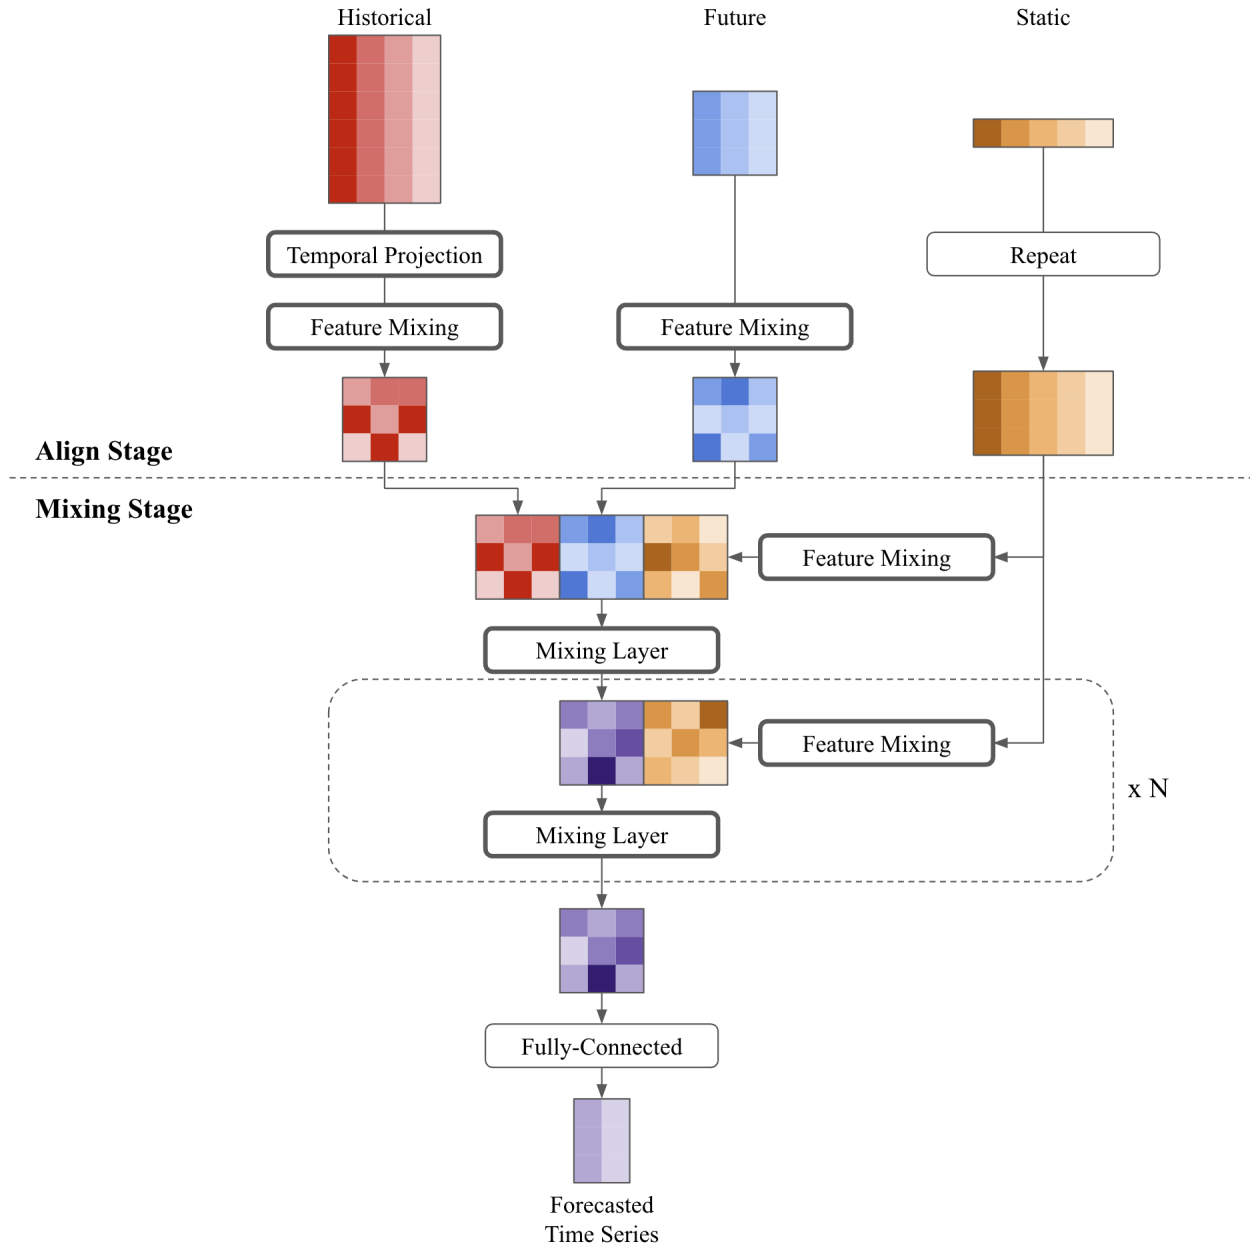 Historical
Future
Static
Temporal Projection
Repeat
Feature Mixing
Feature Mixing
Align Stage
Mixing Stage
Feature Mixing
Mixing Layer
Feature Mixing
x N
Mixing Layer
Fully-Connected
Forecasted
Time Series